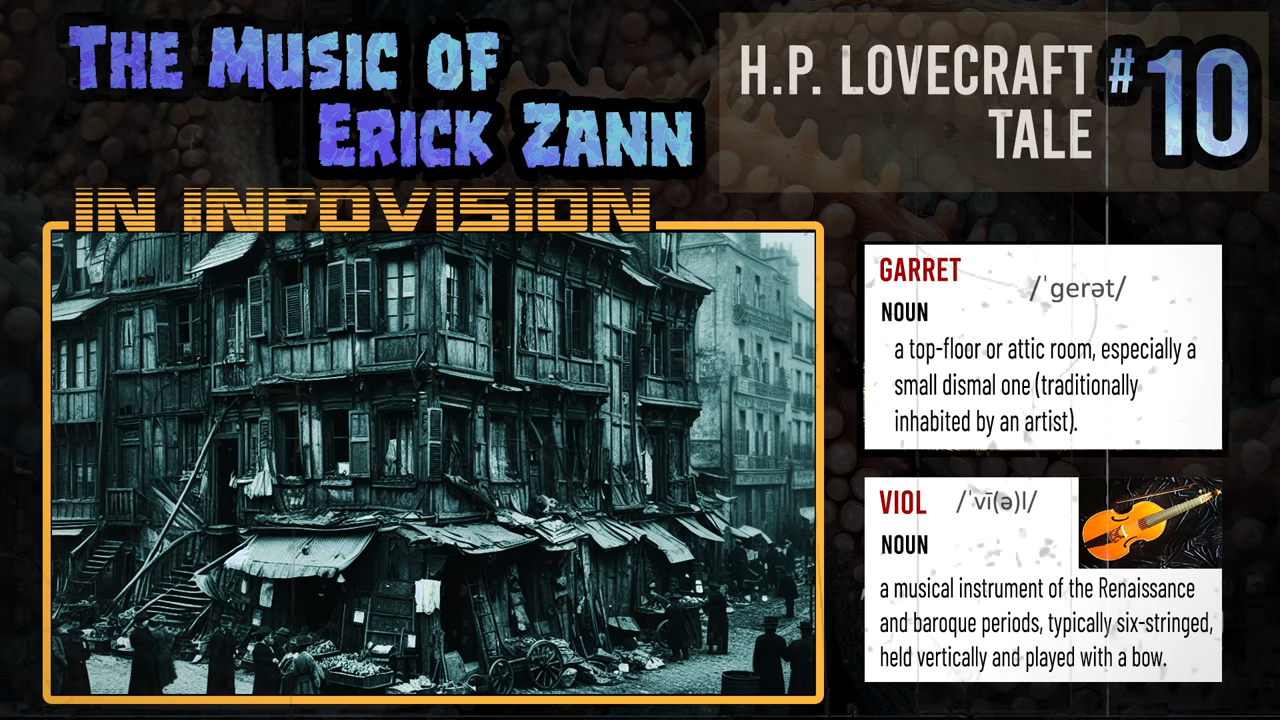 The Music of
Erick Zann
H.P. LOVECRAFT
TALE
#10
IN INFOVISION
GARRET
/ˈ gerət/
NOUN
a top-floor or attic room, especially a
small dismal one (traditionally
inhabited by an artist).
VIOL
/ˈvī(ə)l/
NOUN
a musical instrument of the Renaissance
and baroque periods, typically six-stringed,
held vertically and played with a bow.